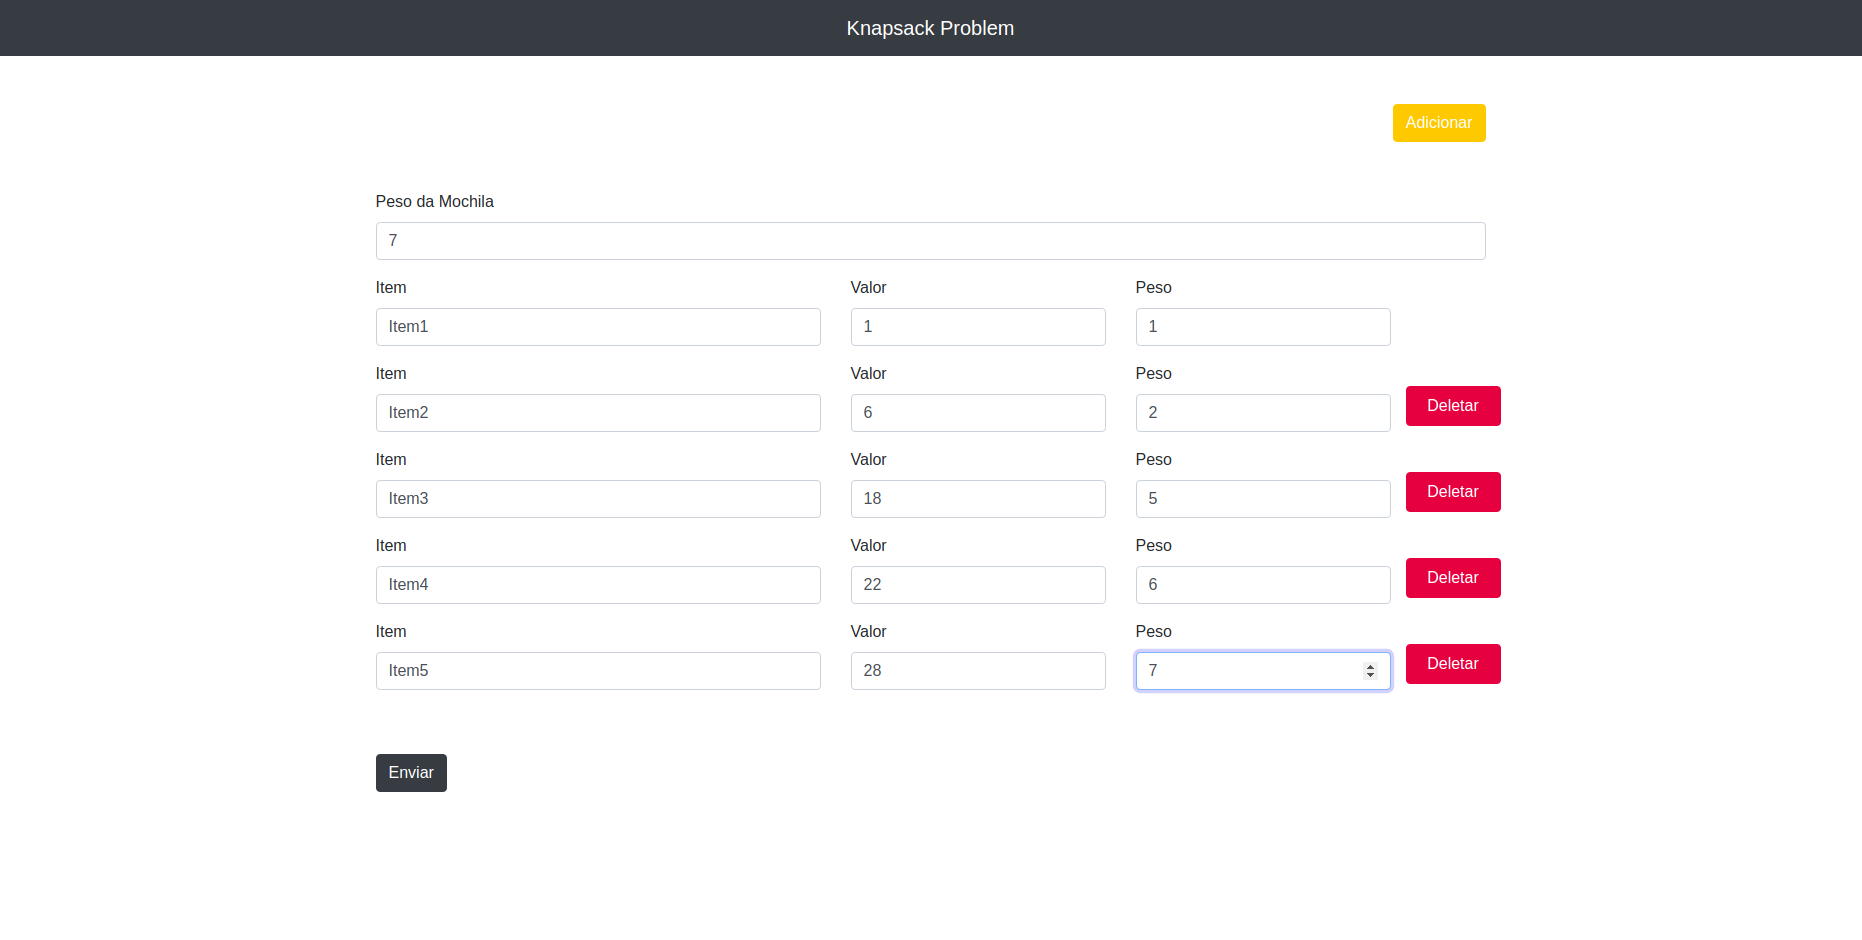 Knapsack Problem
Adicionar
Peso da Mochila
7
Item Valor Peso
Item1 1 1
Item Valor Peso
Item2 6 2 Deletar
Item Valor Peso
Item3 18 5 Deletar
Item Valor Peso
Item4 22 6 Deletar
Item Valor Peso
Item5 28 7 Deletar
Enviar